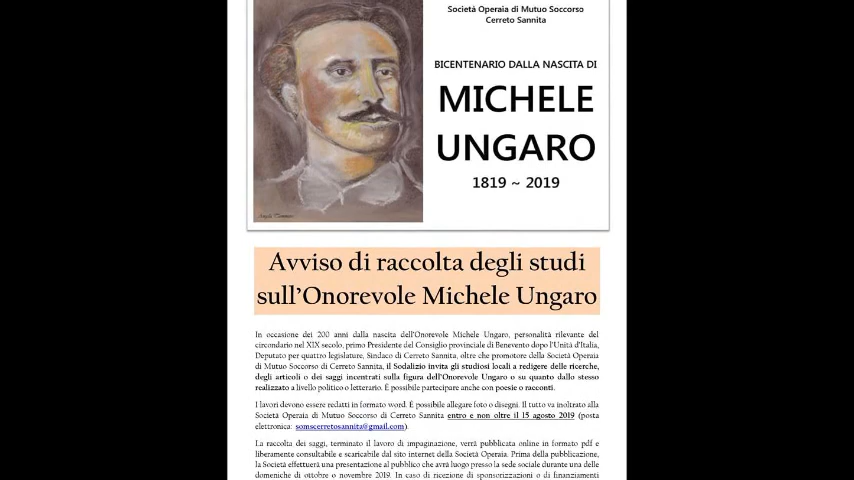 Società Operaia di Mutuo Soccorso
Cerreto Sannita
BICENTENARIO DALLA NASCITA DI
MICHELE
UNGARO
1819 ~ 2019
Avviso di raccolta degli studi
sull'Onorevole Michele Ungaro
In occasione dei 200 anni dalla nascita dell'Onorevole Michele Ungaro, personalità rilevante del
circondario nel XIX secolo, primo Presidente del Consiglio provinciale di Benevento dopo l'Unità d'Italia,
Deputato per quattro legislature, Sindaco di Cerreto Sannita, oltre che promotore della Società Operaia
di Mutuo Soccorso di Cerreto Sannita, il Sodalizio invita gli studiosi locali a redigere delle ricerche,
degli articoli o dei saggi incentrati sulla figura dell'Onorevole Ungaro o su quanto dallo stesso
realizzato a livello politico o letterario. È possibile partecipare anche con poesie o racconti.
I lavori devono essere redatti in formato word. È possibile allegare foto o disegni. Il tutto va inoltrato alla
Società Operaia di Mutuo Soccorso di Cerreto Sannita entro e non oltre il 15 agosto 2019 (posta
elettronica: somscerretosannita@gmail.com).
La raccolta dei saggi, terminato il lavoro di impaginazione, verrà pubblicata online in formato pdf e
liberamente consultabile e scaricabile dal sito internet della Società Operaia. Prima della pubblicazione,
la Società effettuerà una presentazione al pubblico che avrà luogo presso la sede sociale durante una delle
domeniche di ottobre o novembre 2019. In caso di ricezione di sponsorizzazioni o di finanziamenti